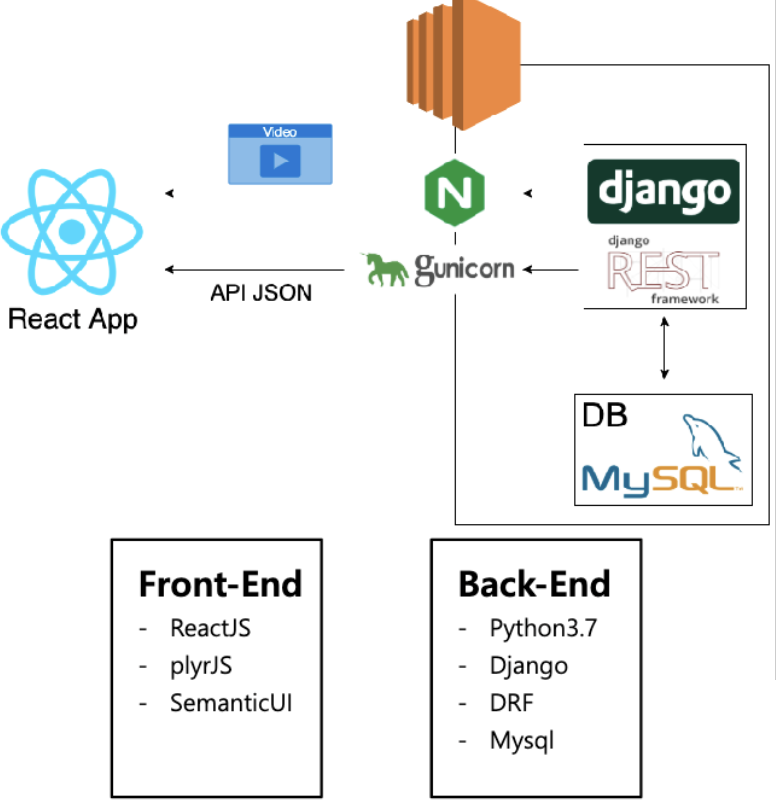 Video
N
django
gunicorn
API JSON
django
REST
framework
React App
DB
MySQL
Front-End
- ReactJS
- plyrJS
- SemanticUI
Back-End
- Python3.7
- Django
- DRF
- Mysql